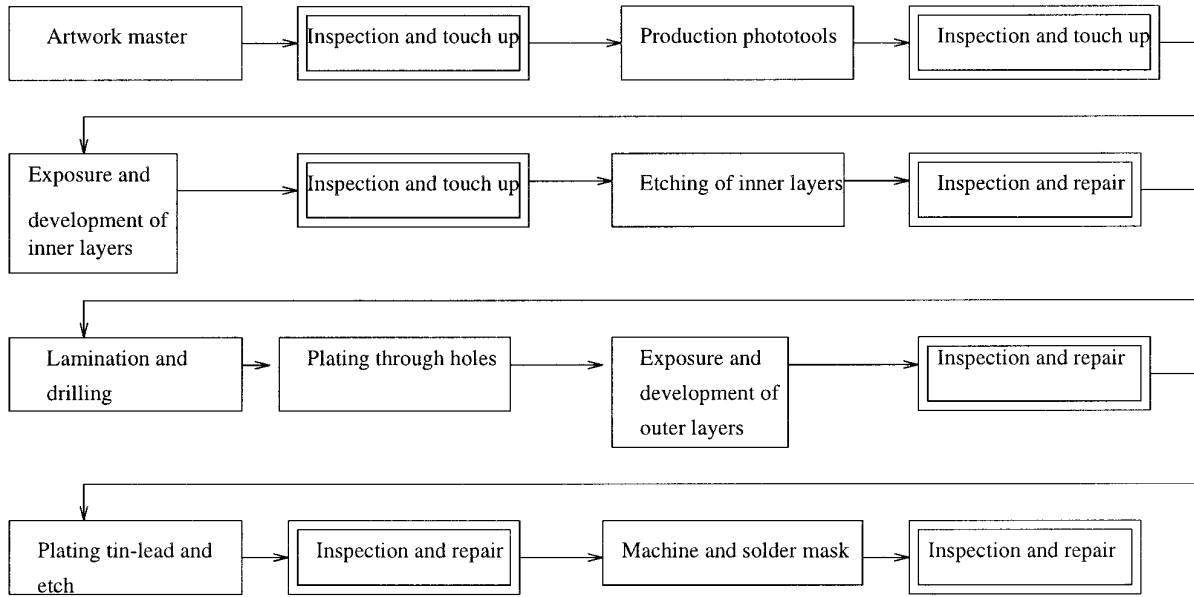 Artwork master
Inspection and touch up
Production phototools
Inspection and touch up
Exposure and
development of
inner layers
Inspection and touch up
Etching of inner layers
Inspection and repair
Lamination and
drilling
Plating through holes
Exposure and
development of
outer layers
Inspection and repair
Plating tin-lead and
etch
Inspection and repair
Machine and solder mask
Inspection and repair